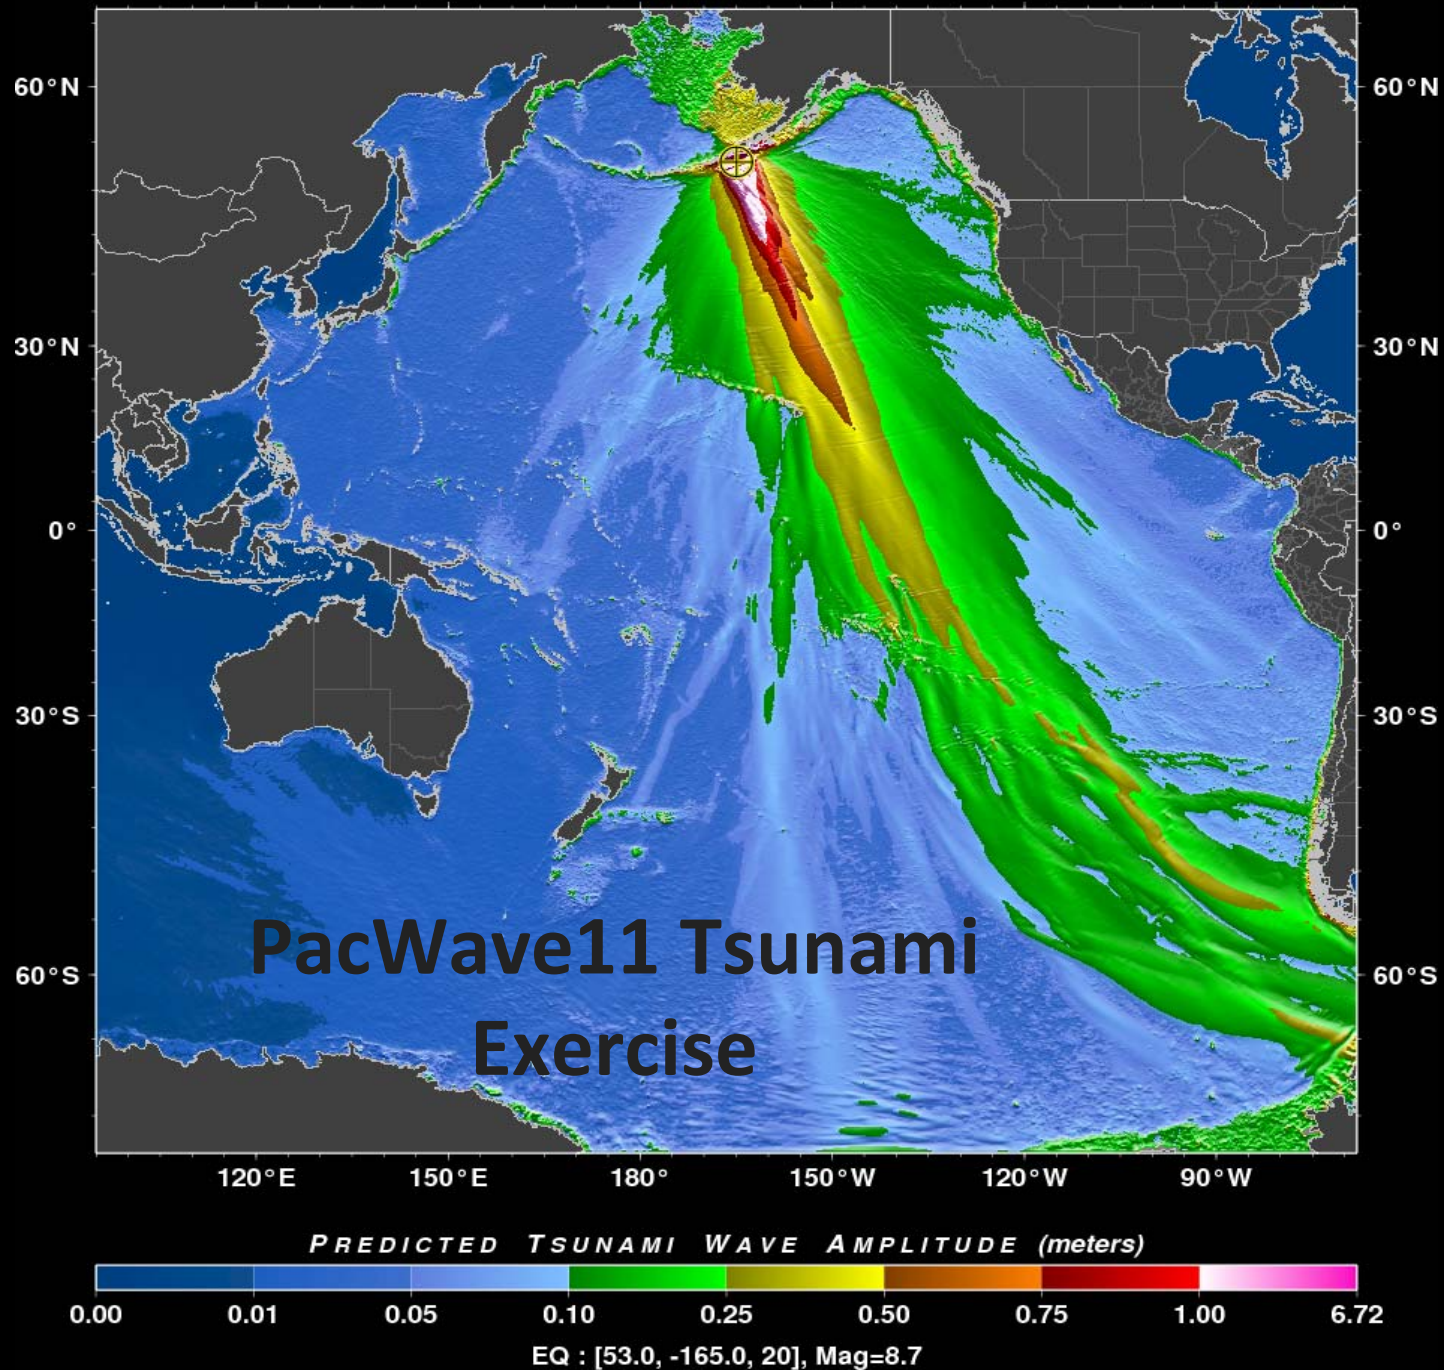 60°N
60°N
30°N
30°N
0°
0°
30°S
30°S
PacWave11 Tsunami
60°S
60°S
Exercise
120°E 150°E 180° 150°W 120°W 90°W
PREDICTED TSUNAMI WAVE AMPLITUDE (meters)
0.00 0.01 0.05 0.10 0.25 0.50 0.75 1.00 6.72
EQ : [53.0, -165.0, 20], Mag=8.7